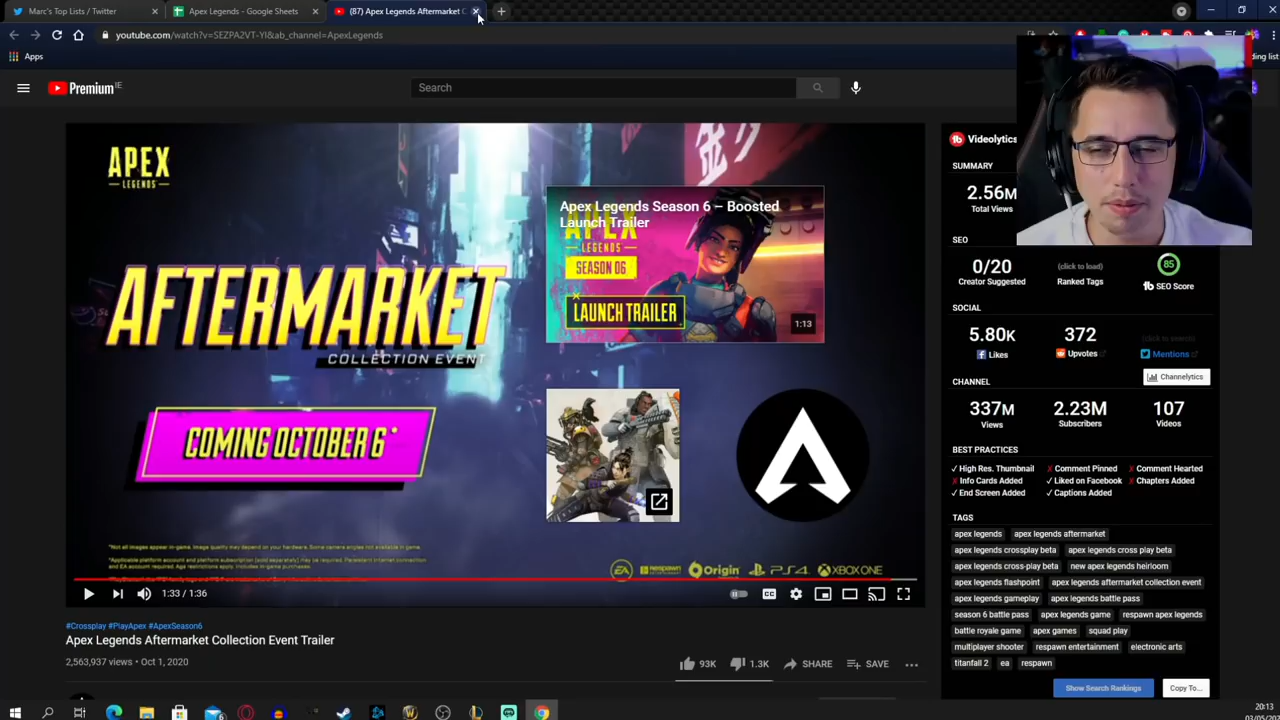 Marc's Top Lists / Twitter
Apex Legends - Google Sheets
(87) Apex Legends Aftermarket C
youtube.com/watch?v=SEZPA2VT-YI&ab_channel=ApexLegends
Apps
ding list
Premium IE
Search
APEX
LEGENDS
AFTERMARKET
COLLECTION EVENT
COMING OCTOBER 6*
Apex Legends Season 6 – Boosted
Launch Trailer
APEX
LEGENDS
SEASON 06
LAUNCH TRAILER
1:13
EA
Origin
PS4
XBOX ONE
1:33 / 1:36
CC
#Crossplay #PlayApex #ApexSeason6
Apex Legends Aftermarket Collection Event Trailer
2,563,937 views • Oct 1, 2020
93K
1.3K
SHARE
SAVE
Videolytics
SUMMARY
2.56M
Total Views
SEO
0/20
Creator Suggested
(click to load)
Ranked Tags
85
SEO Score
SOCIAL
5.80K
Likes
372
Upvotes
Mentions
Channelytics
CHANNEL
337M
Views
2.23M
Subscribers
107
Videos
BEST PRACTICES
✓ High Res. Thumbnail
✗ Comment Pinned
✗ Comment Hearted
✗ Info Cards Added
✓ Liked on Facebook
✗ Chapters Added
✓ End Screen Added
✓ Captions Added
TAGS
apex legends
apex legends aftermarket
apex legends crossplay beta
apex legends cross play beta
apex legends cross-play beta
new apex legends heirloom
apex legends flashpoint
apex legends aftermarket collection event
apex legends gameplay
apex legends battle pass
season 6 battle pass
apex legends game
respawn apex legends
battle royale game
apex games
squad play
multiplayer shooter
respawn entertainment
electronic arts
titanfall 2
ea
respawn
Show Search Rankings
Copy To...
20:13